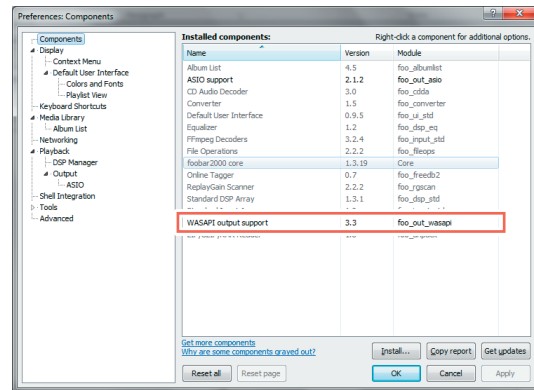 Preferences: Components
Components
Display
Context Menu
Default User Interface
Colors and Fonts
Playlist View
Keyboard Shortcuts
Media Library
Album List
Networking
Playback
DSP Manager
Output
ASIO
Shell Integration
Tools
Advanced
Installed components: Right-click a component for additional options.
Name Version Module
Album List 4.5 foo_albumlist
ASIO support 2.1.2 foo_out_asio
CD Audio Decoder 3.0 foo_cdda
Converter 1.5 foo_converter
Default User Interface 0.9.5 foo_ui_std
Equalizer 1.2 foo_dsp_eq
FFmpeg Decoders 3.2.4 foo_input_std
File Operations 2.2.2 foo_fileops
foobar2000 core 1.3.19 Core
Online Tagger 0.7 foo_freedb2
ReplayGain Scanner 2.2.2 foo_rgscan
Standard DSP Array 1.3.1 foo_dsp_std
WASAPI output support 3.3 foo_out_wasapi
Get more components
Why are some components grayed out?
Install... Copy report Get updates
Reset all Reset page OK Cancel Apply